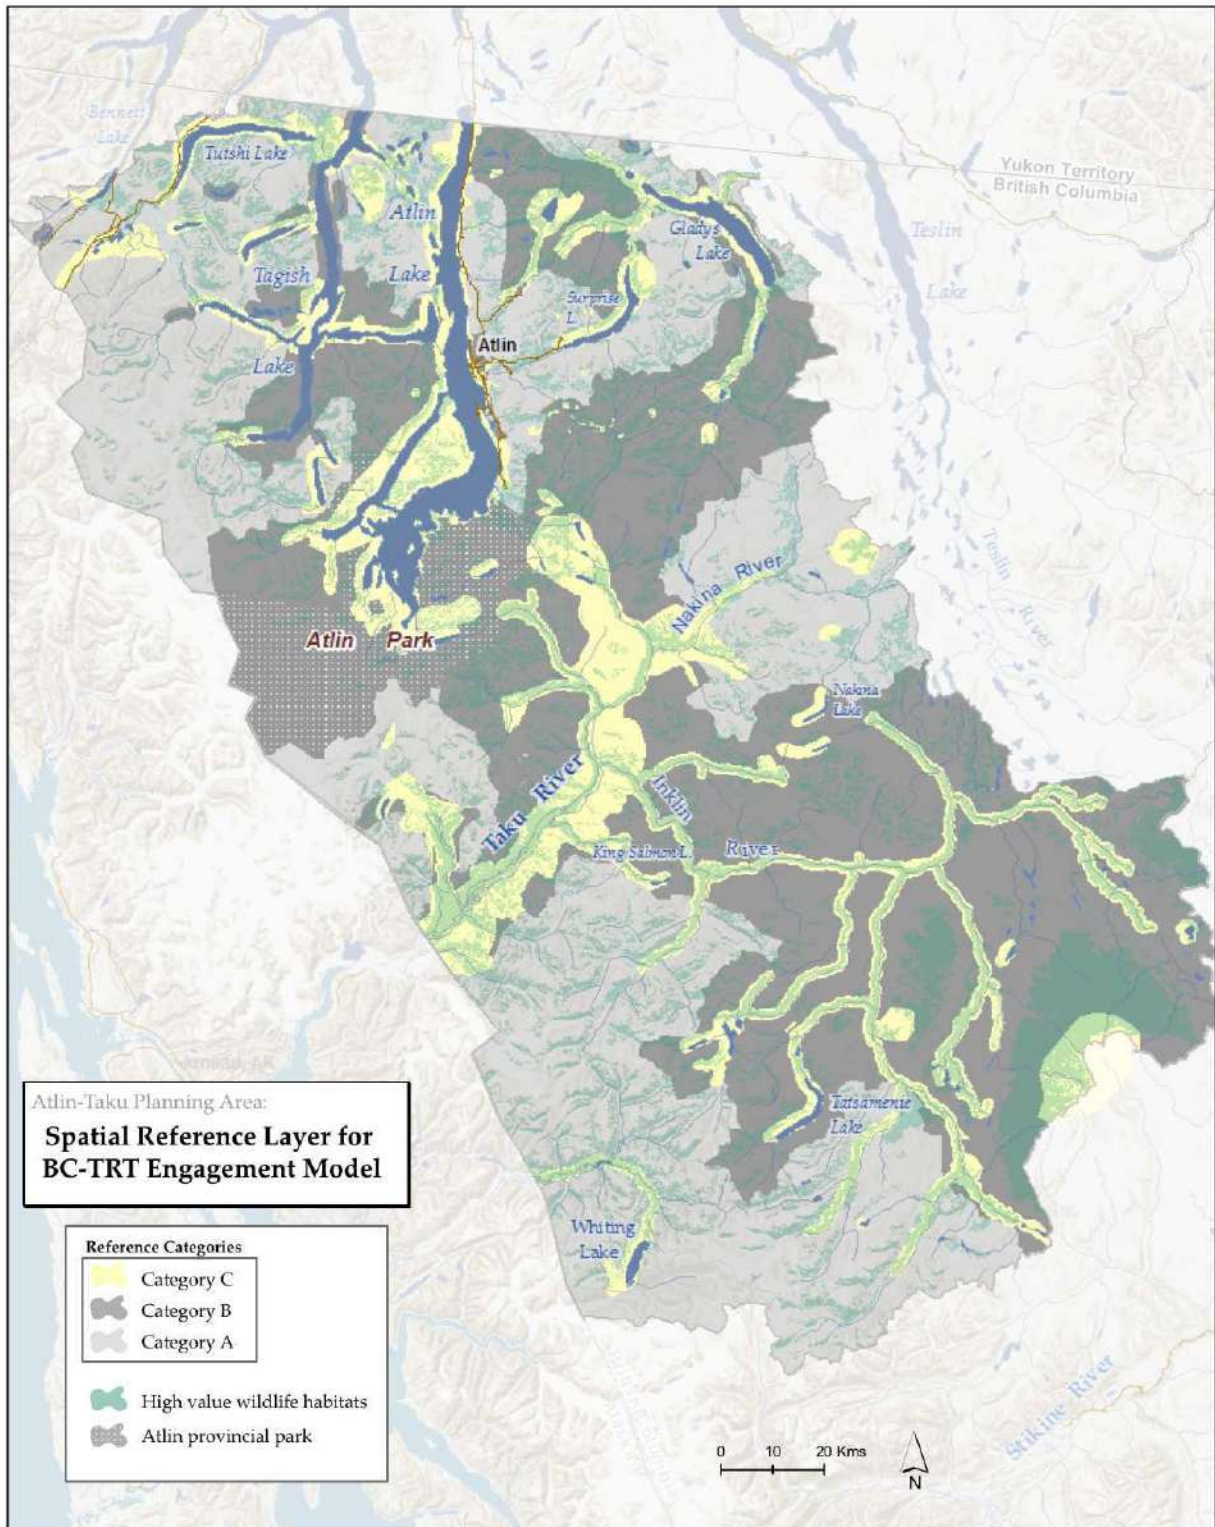 Bennett
Lake
Tutshi Lake
Yukon Territory
British Columbia
Atlin
Lake
Gladys
Lake
Teslin
Lake
Tagish
Lake
Surprise
L.
Atlin
Teslin
River
Nakina River
Atlin Park
Nakina
Lake
Taku River
Inklin
River
King Salmon L.
Juneau, AK
Tatsamenie
Lake
Whiting
Lake
Stikine River
Atlin-Taku Planning Area:
Spatial Reference Layer for
BC-TRT Engagement Model
Reference Categories
Category C
Category B
Category A
High value wildlife habitats
Atlin provincial park
0 10 20 Kms
N